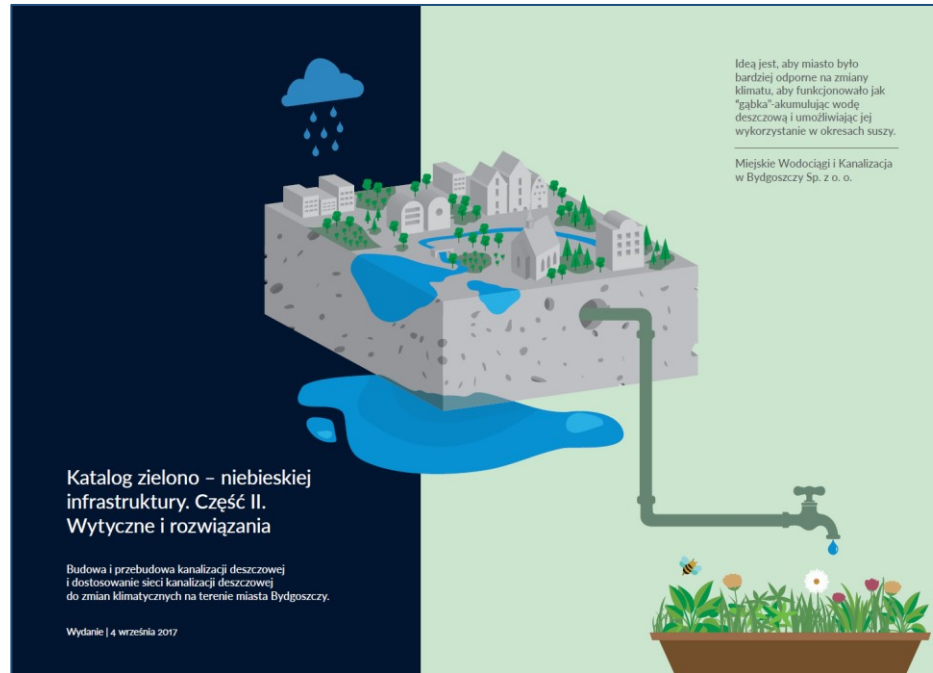 Ideą jest, aby miasto było
bardziej odporne na zmiany
klimatu, aby funkcjonowało jak
"gąbka"-akumulując wodę
deszczową i umożliwiając jej
wykorzystanie w okresach suszy.
Miejskie Wodociągi i Kanalizacja
w Bydgoszczy Sp. z o. o.
Katalog zielono – niebieskiej
infrastruktury. Część II.
Wytyczne i rozwiązania
Budowa i przebudowa kanalizacji deszczowej
i dostosowanie sieci kanalizacji deszczowej
do zmian klimatycznych na terenie miasta Bydgoszczy.
Wydanie | 4 września 2017